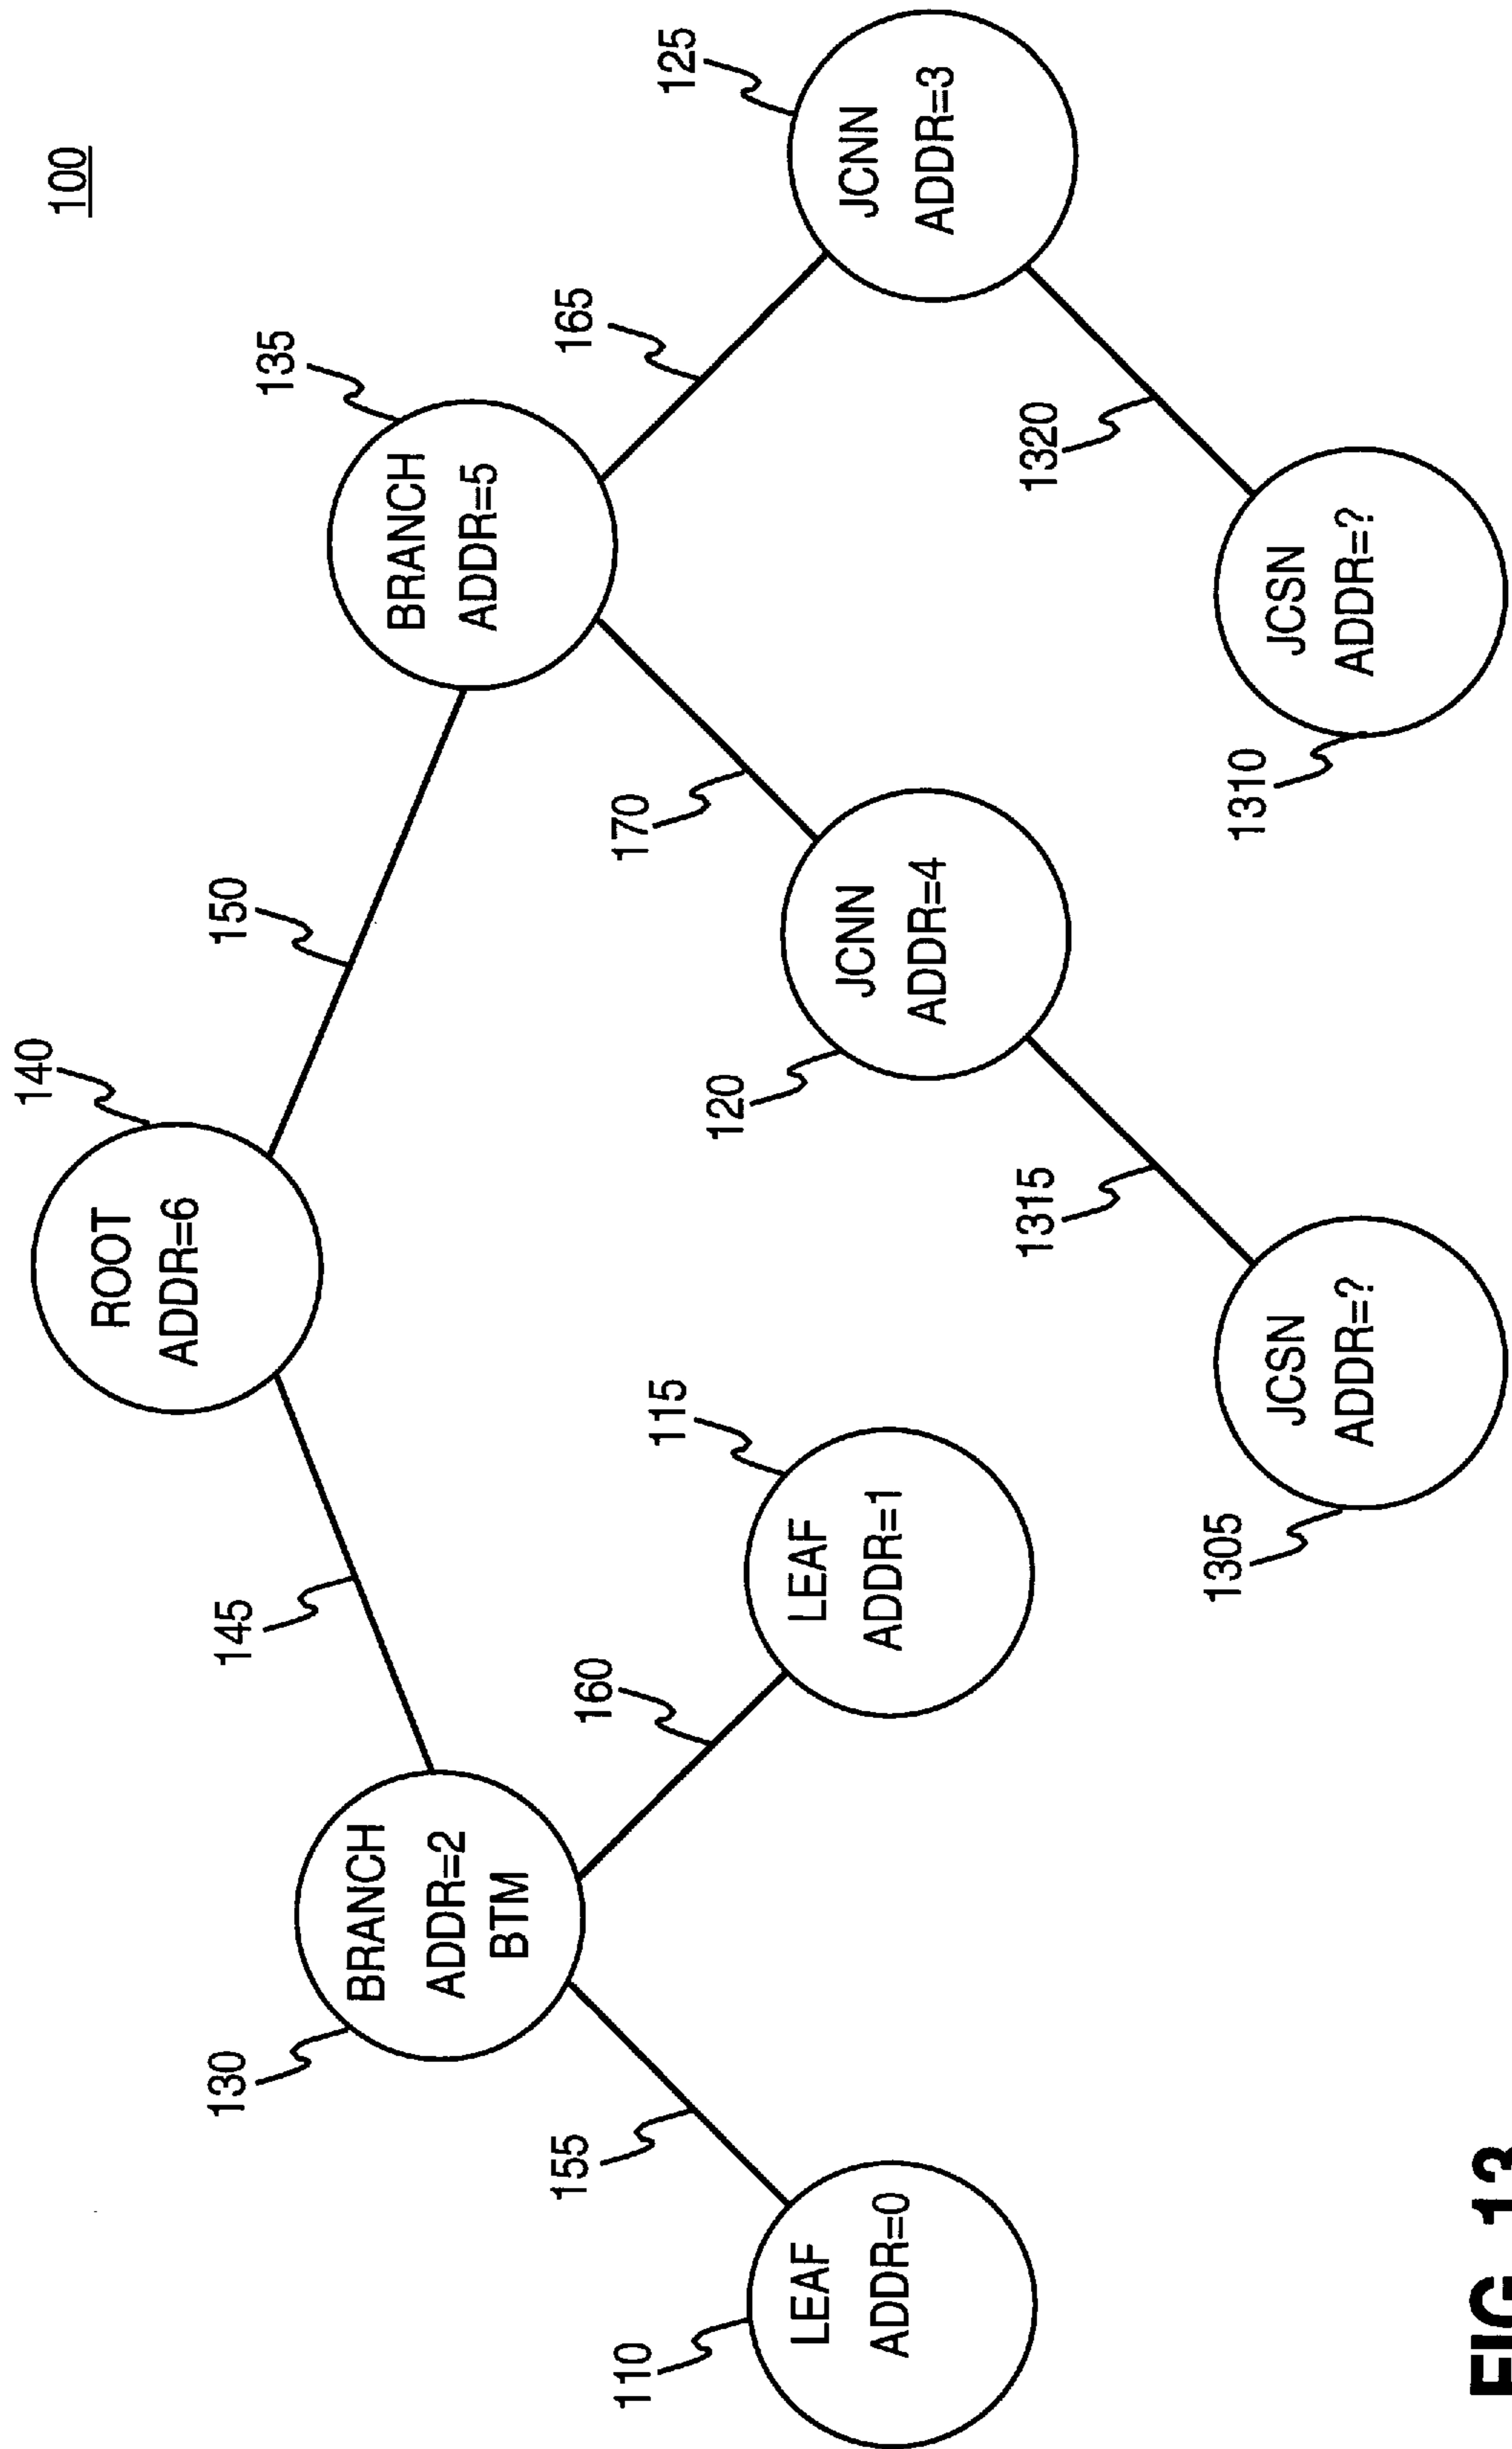 100
140
ROOT
ADDR=6
145
150
130
BRANCH
ADDR=2
BTM
135
BRANCH
ADDR=5
155
160
170
165
110
LEAF
ADDR=0
115
LEAF
ADDR=1
120
JCNN
ADDR=4
125
JCNN
ADDR=3
1315
1320
1305
JCSN
ADDR=?
1310
JCSN
ADDR=?
FIG. 13